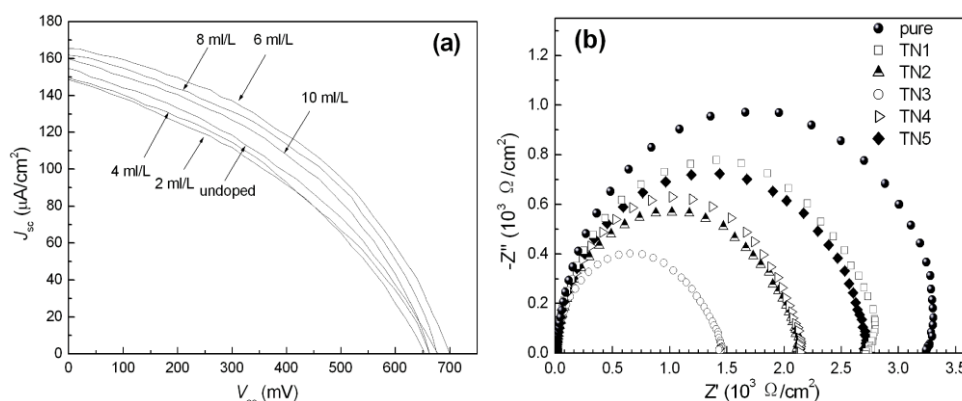 (a)
8 ml/L
6 ml/L
10 ml/L
4 ml/L
2 ml/L
undoped
180
160
140
120
100
80
60
40
20
0
J_sc (μA/cm²)
0 100 200 300 400 500 600 700
(mV)
(b)
pure
TN1
TN2
TN3
TN4
TN5
1.2
1.0
0.8
0.6
0.4
0.2
0.0
-Z'' (10³ Ω/cm²)
0.0 0.5 1.0 1.5 2.0 2.5 3.0 3.5
Z' (10³ Ω/cm²)